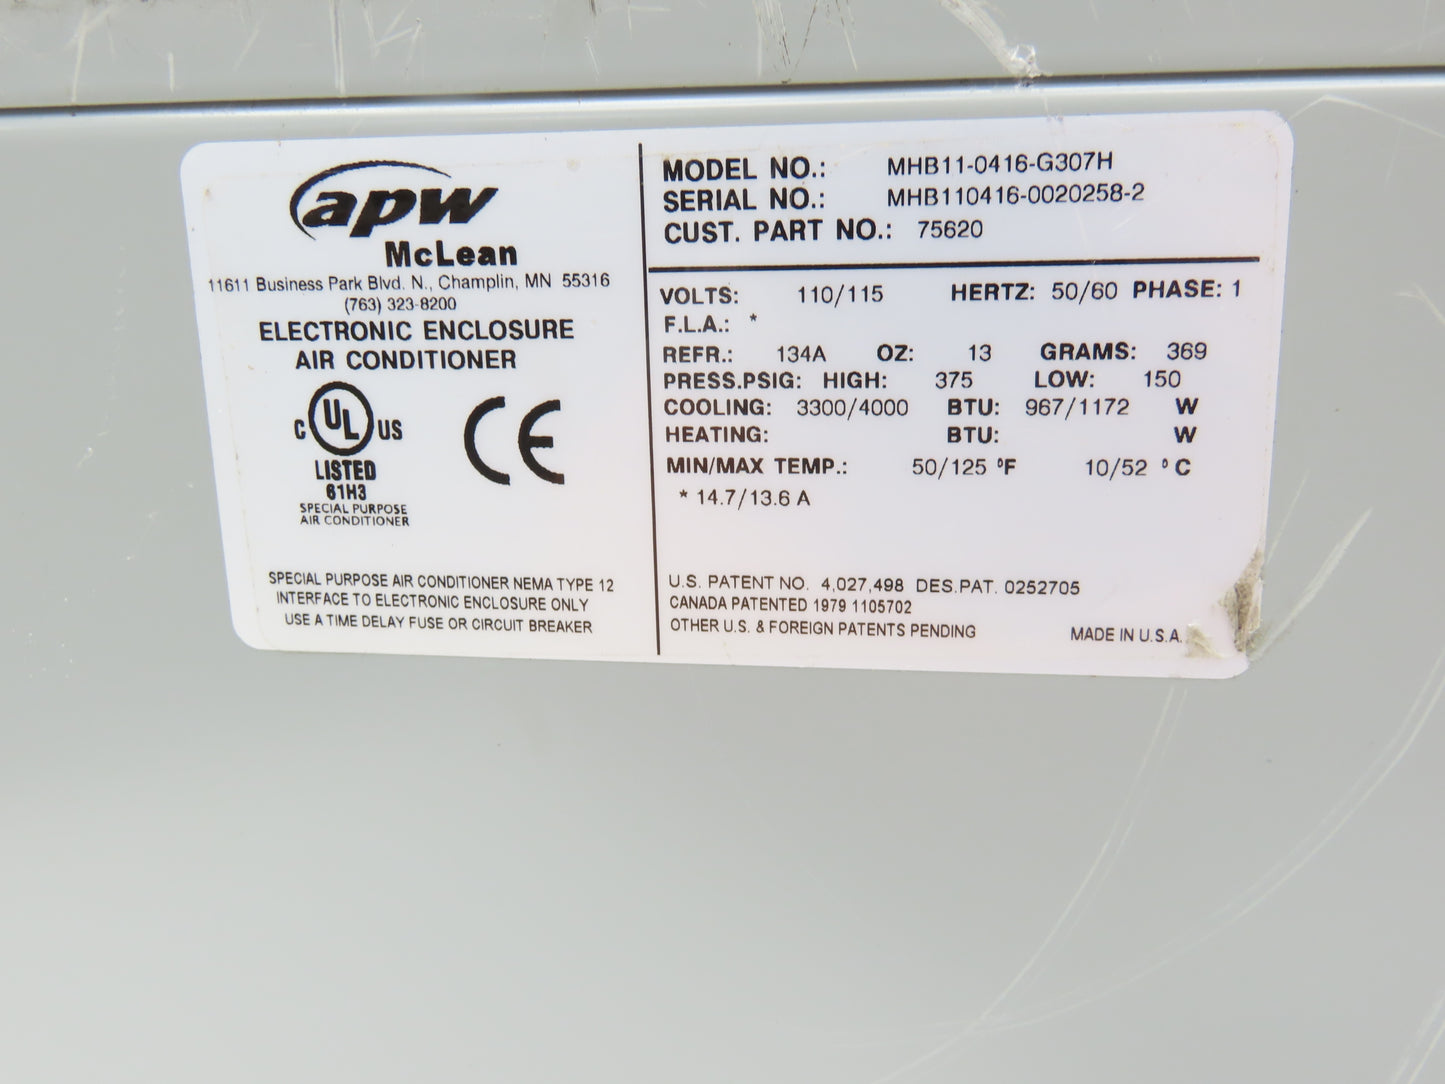 apw
McLean
11611 Business Park Blvd. N., Champlin, MN 55316
(763) 323-8200
ELECTRONIC ENCLOSURE
AIR CONDITIONER
C UL US
LISTED
61H3
SPECIAL PURPOSE
AIR CONDITIONER
CE
SPECIAL PURPOSE AIR CONDITIONER NEMA TYPE 12
INTERFACE TO ELECTRONIC ENCLOSURE ONLY
USE A TIME DELAY FUSE OR CIRCUIT BREAKER
MODEL NO.: MHB11-0416-G307H
SERIAL NO.: MHB110416-0020258-2
CUST. PART NO.: 75620
VOLTS: 110/115 HERTZ: 50/60 PHASE: 1
F.L.A.: *
REFR.: 134A OZ: 13 GRAMS: 369
PRESS.PSIG: HIGH: 375 LOW: 150
COOLING: 3300/4000 BTU: 967/1172 W
HEATING: BTU: W
MIN/MAX TEMP.: 50/125 °F 10/52 °C
* 14.7/13.6 A
U.S. PATENT NO. 4,027,498 DES.PAT. 0252705
CANADA PATENTED 1979 1105702
OTHER U.S. & FOREIGN PATENTS PENDING MADE IN U.S.A.